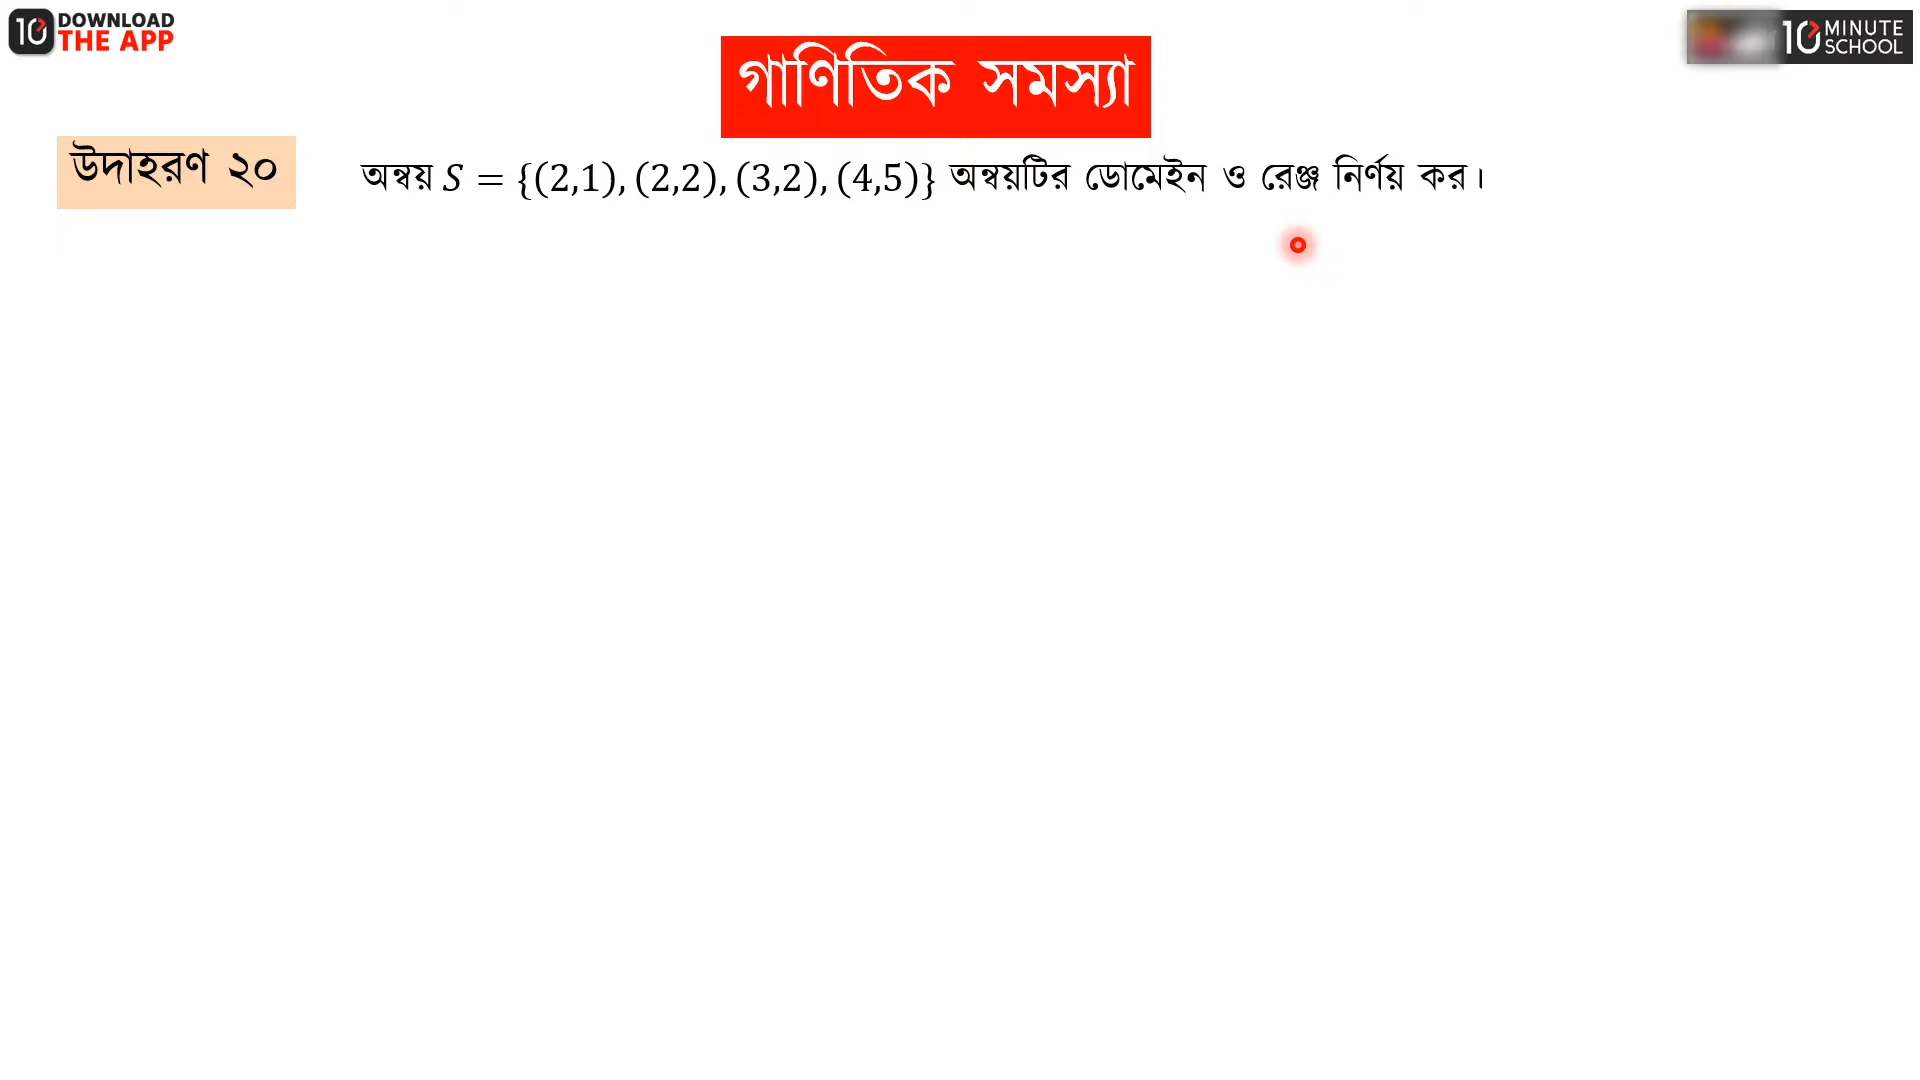 10 DOWNLOAD THE APP
10 MINUTE SCHOOL
গাণিতিক সমস্যা
উদাহরণ ২০
অন্বয় S = {(2,1), (2,2), (3,2), (4,5)} অন্বয়টির ডোমেইন ও রেঞ্জ নির্ণয় কর।